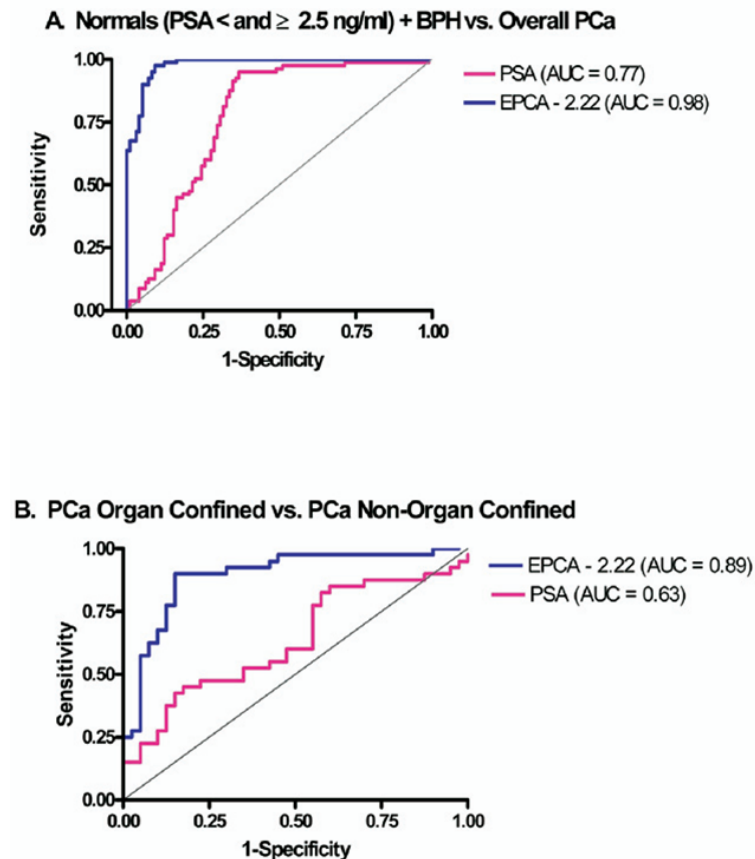 A. Normals (PSA < and ≥ 2.5 ng/ml) + BPH vs. Overall PCa
1.00
0.75
0.50
0.25
0.00
Sensitivity
0.00 0.25 0.50 0.75 1.00
1-Specificity
PSA (AUC = 0.77)
EPCA - 2.22 (AUC = 0.98)
B. PCa Organ Confined vs. PCa Non-Organ Confined
1.00
0.75
0.50
0.25
0.00
Sensitivity
0.00 0.25 0.50 0.75 1.00
1-Specificity
EPCA - 2.22 (AUC = 0.89)
PSA (AUC = 0.63)